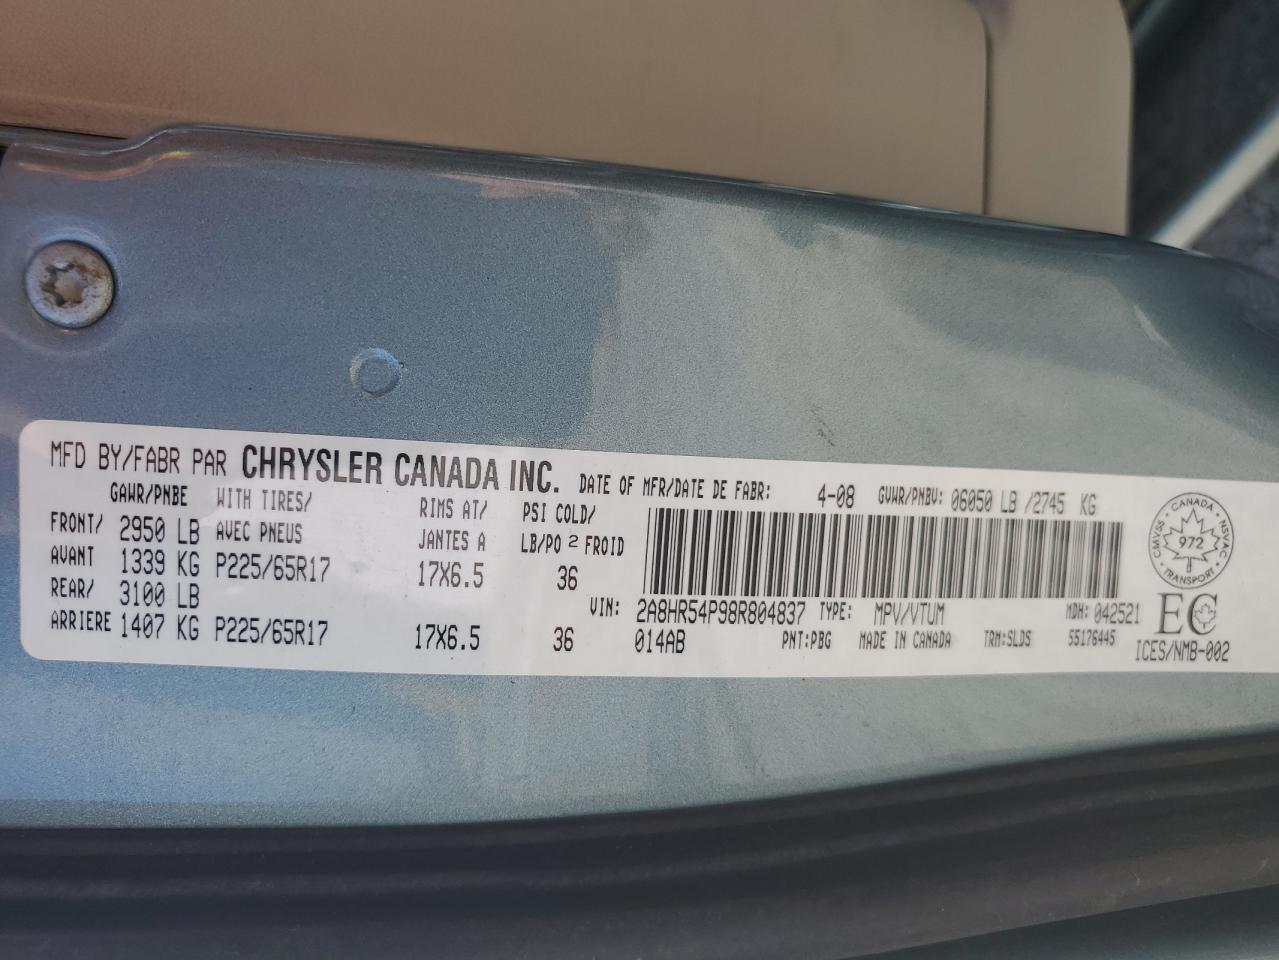 MFD BY/FABR PAR CHRYSLER CANADA INC. DATE OF MFR/DATE DE FABR: 4-08 GVWR/PNBV: 06050 LB /2745 KG
GAWR/PNBE WITH TIRES/ RIMS AT/ PSI COLD/
FRONT/ 2950 LB AVEC PNEUS JANTES A LB/PO 2 FROID
AVANT 1339 KG P225/65R17 17X6.5 36
REAR/ 3100 LB VIN: 2A8HR54P98R804837 TYPE: MPV/VTUM MDH: 042521
ARRIERE 1407 KG P225/65R17 17X6.5 36 014AB PNT:PBG MADE IN CANADA TRM:SLDS 55176445
CANADA
CMVSS NSVAC
972
TRANSPORT
EC
ICES/NMB-002